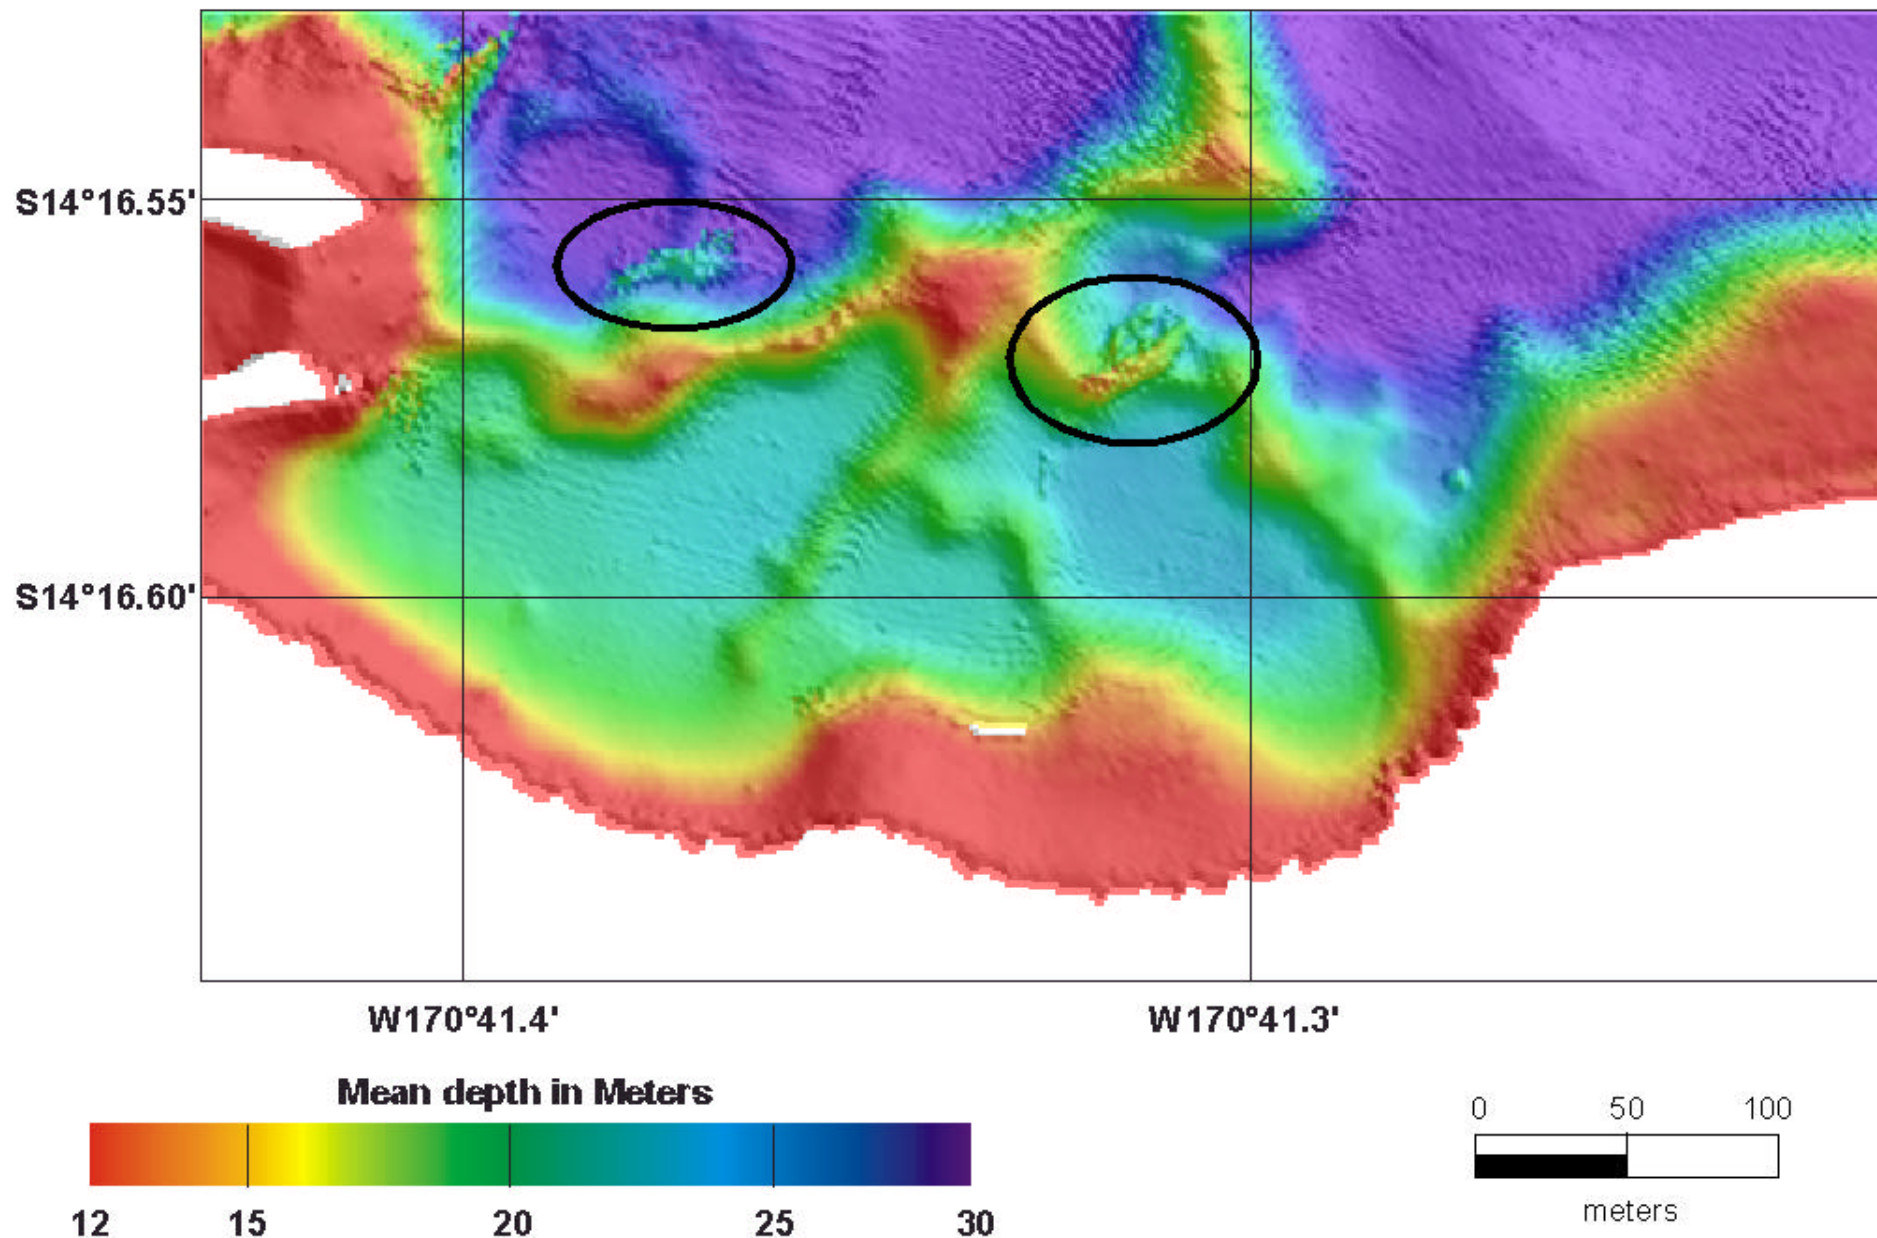 S14°16.55'
S14°16.60'
W170°41.4' W170°41.3'
Mean depth in Meters
12 15 20 25 30
0 50 100
meters